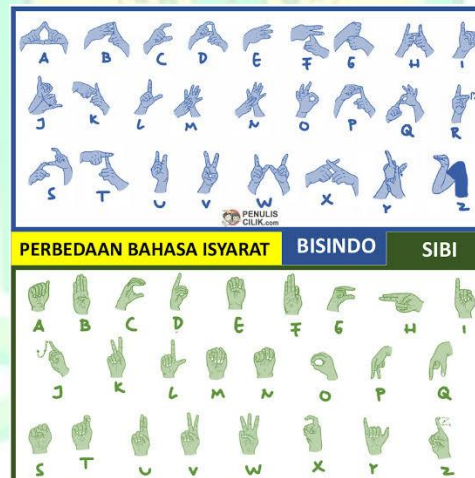 A B C D E F G H I
J K L M N O P Q R
S T U V W X Y Z
PENULIS
CILIK.com
PERBEDAAN BAHASA ISYARAT BISINDO SIBI
A B C D E F G H I
J K L M N O P Q
S T U V W X Y Z